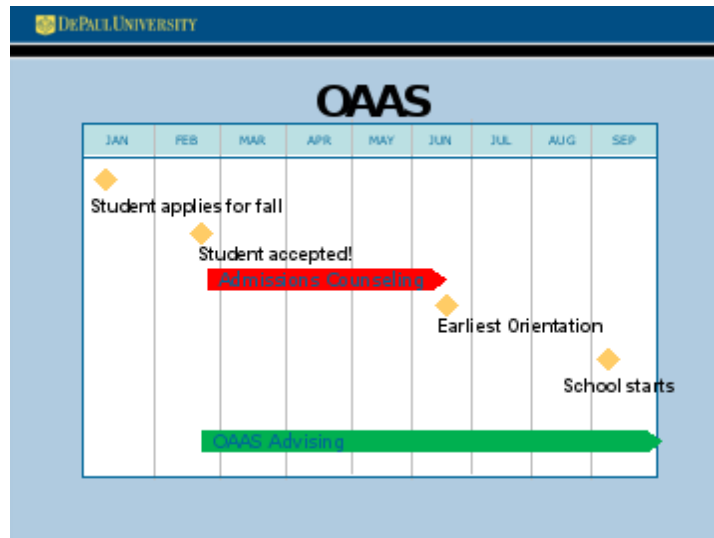 DEPAUL UNIVERSITY
OAAS
JAN FEB MAR APR MAY JUN JUL AUG SEP
Student applies for fall
Student accepted!
Admissions Counseling
Earliest Orientation
School starts
OAAS Advising